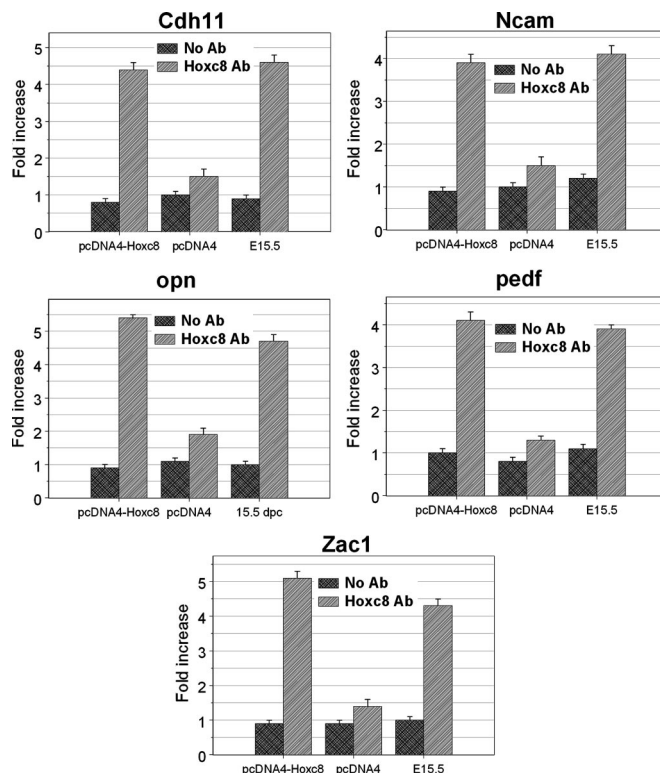 Cdh11
Fold increase
5
4
3
2
1
0
No Ab
Hoxc8 Ab
pcDNA4-Hoxc8 pcDNA4 E15.5
Ncam
Fold increase
4
3
2
1
0
No Ab
Hoxc8 Ab
pcDNA4-Hoxc8 pcDNA4 E15.5
opn
Fold increase
5
4
3
2
1
0
No Ab
Hoxc8 Ab
pcDNA4-Hoxc8 pcDNA4 15.5 dpc
pedf
Fold increase
4
3
2
1
0
No Ab
Hoxc8 Ab
pcDNA4-Hoxc8 pcDNA4 E15.5
Zac1
Fold increase
5
4
3
2
1
0
No Ab
Hoxc8 Ab
pcDNA4-Hoxc8 pcDNA4 E15.5